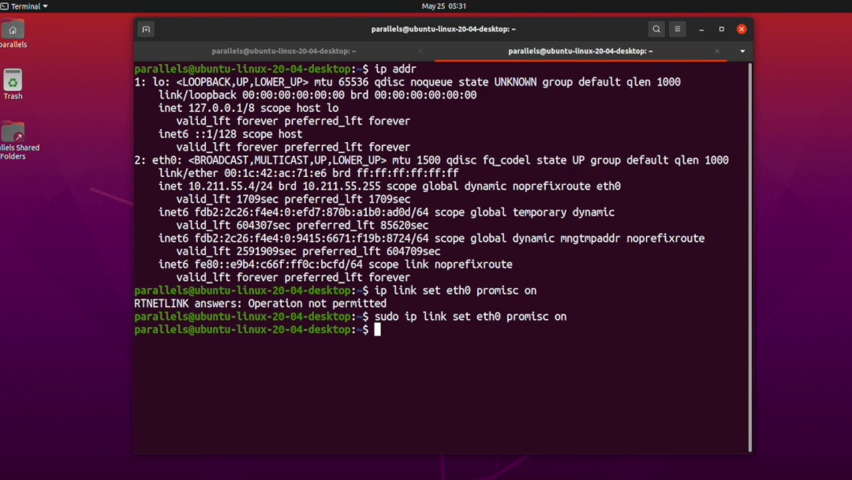 Terminal
May 25 05:31
parallels
Trash
llels Shared
Folders
parallels@ubuntu-linux-20-04-desktop: ~
parallels@ubuntu-linux-20-04-desktop: ~
parallels@ubuntu-linux-20-04-desktop: ~
parallels@ubuntu-linux-20-04-desktop:~$ ip addr
1: lo: <LOOPBACK,UP,LOWER_UP> mtu 65536 qdisc noqueue state UNKNOWN group default qlen 1000
link/loopback 00:00:00:00:00:00 brd 00:00:00:00:00:00
inet 127.0.0.1/8 scope host lo
valid_lft forever preferred_lft forever
inet6 ::1/128 scope host
valid_lft forever preferred_lft forever
2: eth0: <BROADCAST,MULTICAST,UP,LOWER_UP> mtu 1500 qdisc fq_codel state UP group default qlen 1000
link/ether 00:1c:42:ac:71:e6 brd ff:ff:ff:ff:ff:ff
inet 10.211.55.4/24 brd 10.211.55.255 scope global dynamic noprefixroute eth0
valid_lft 1709sec preferred_lft 1709sec
inet6 fdb2:2c26:f4e4:0:efd7:870b:a1b0:ad0d/64 scope global temporary dynamic
valid_lft 604307sec preferred_lft 85620sec
inet6 fdb2:2c26:f4e4:0:9415:6671:f19b:8724/64 scope global dynamic mngtmpaddr noprefixroute
valid_lft 2591909sec preferred_lft 604709sec
inet6 fe80::e9b4:c66f:ff0c:bcfd/64 scope link noprefixroute
valid_lft forever preferred_lft forever
parallels@ubuntu-linux-20-04-desktop:~$ ip link set eth0 promisc on
RTNETLINK answers: Operation not permitted
parallels@ubuntu-linux-20-04-desktop:~$ sudo ip link set eth0 promisc on
parallels@ubuntu-linux-20-04-desktop:~$